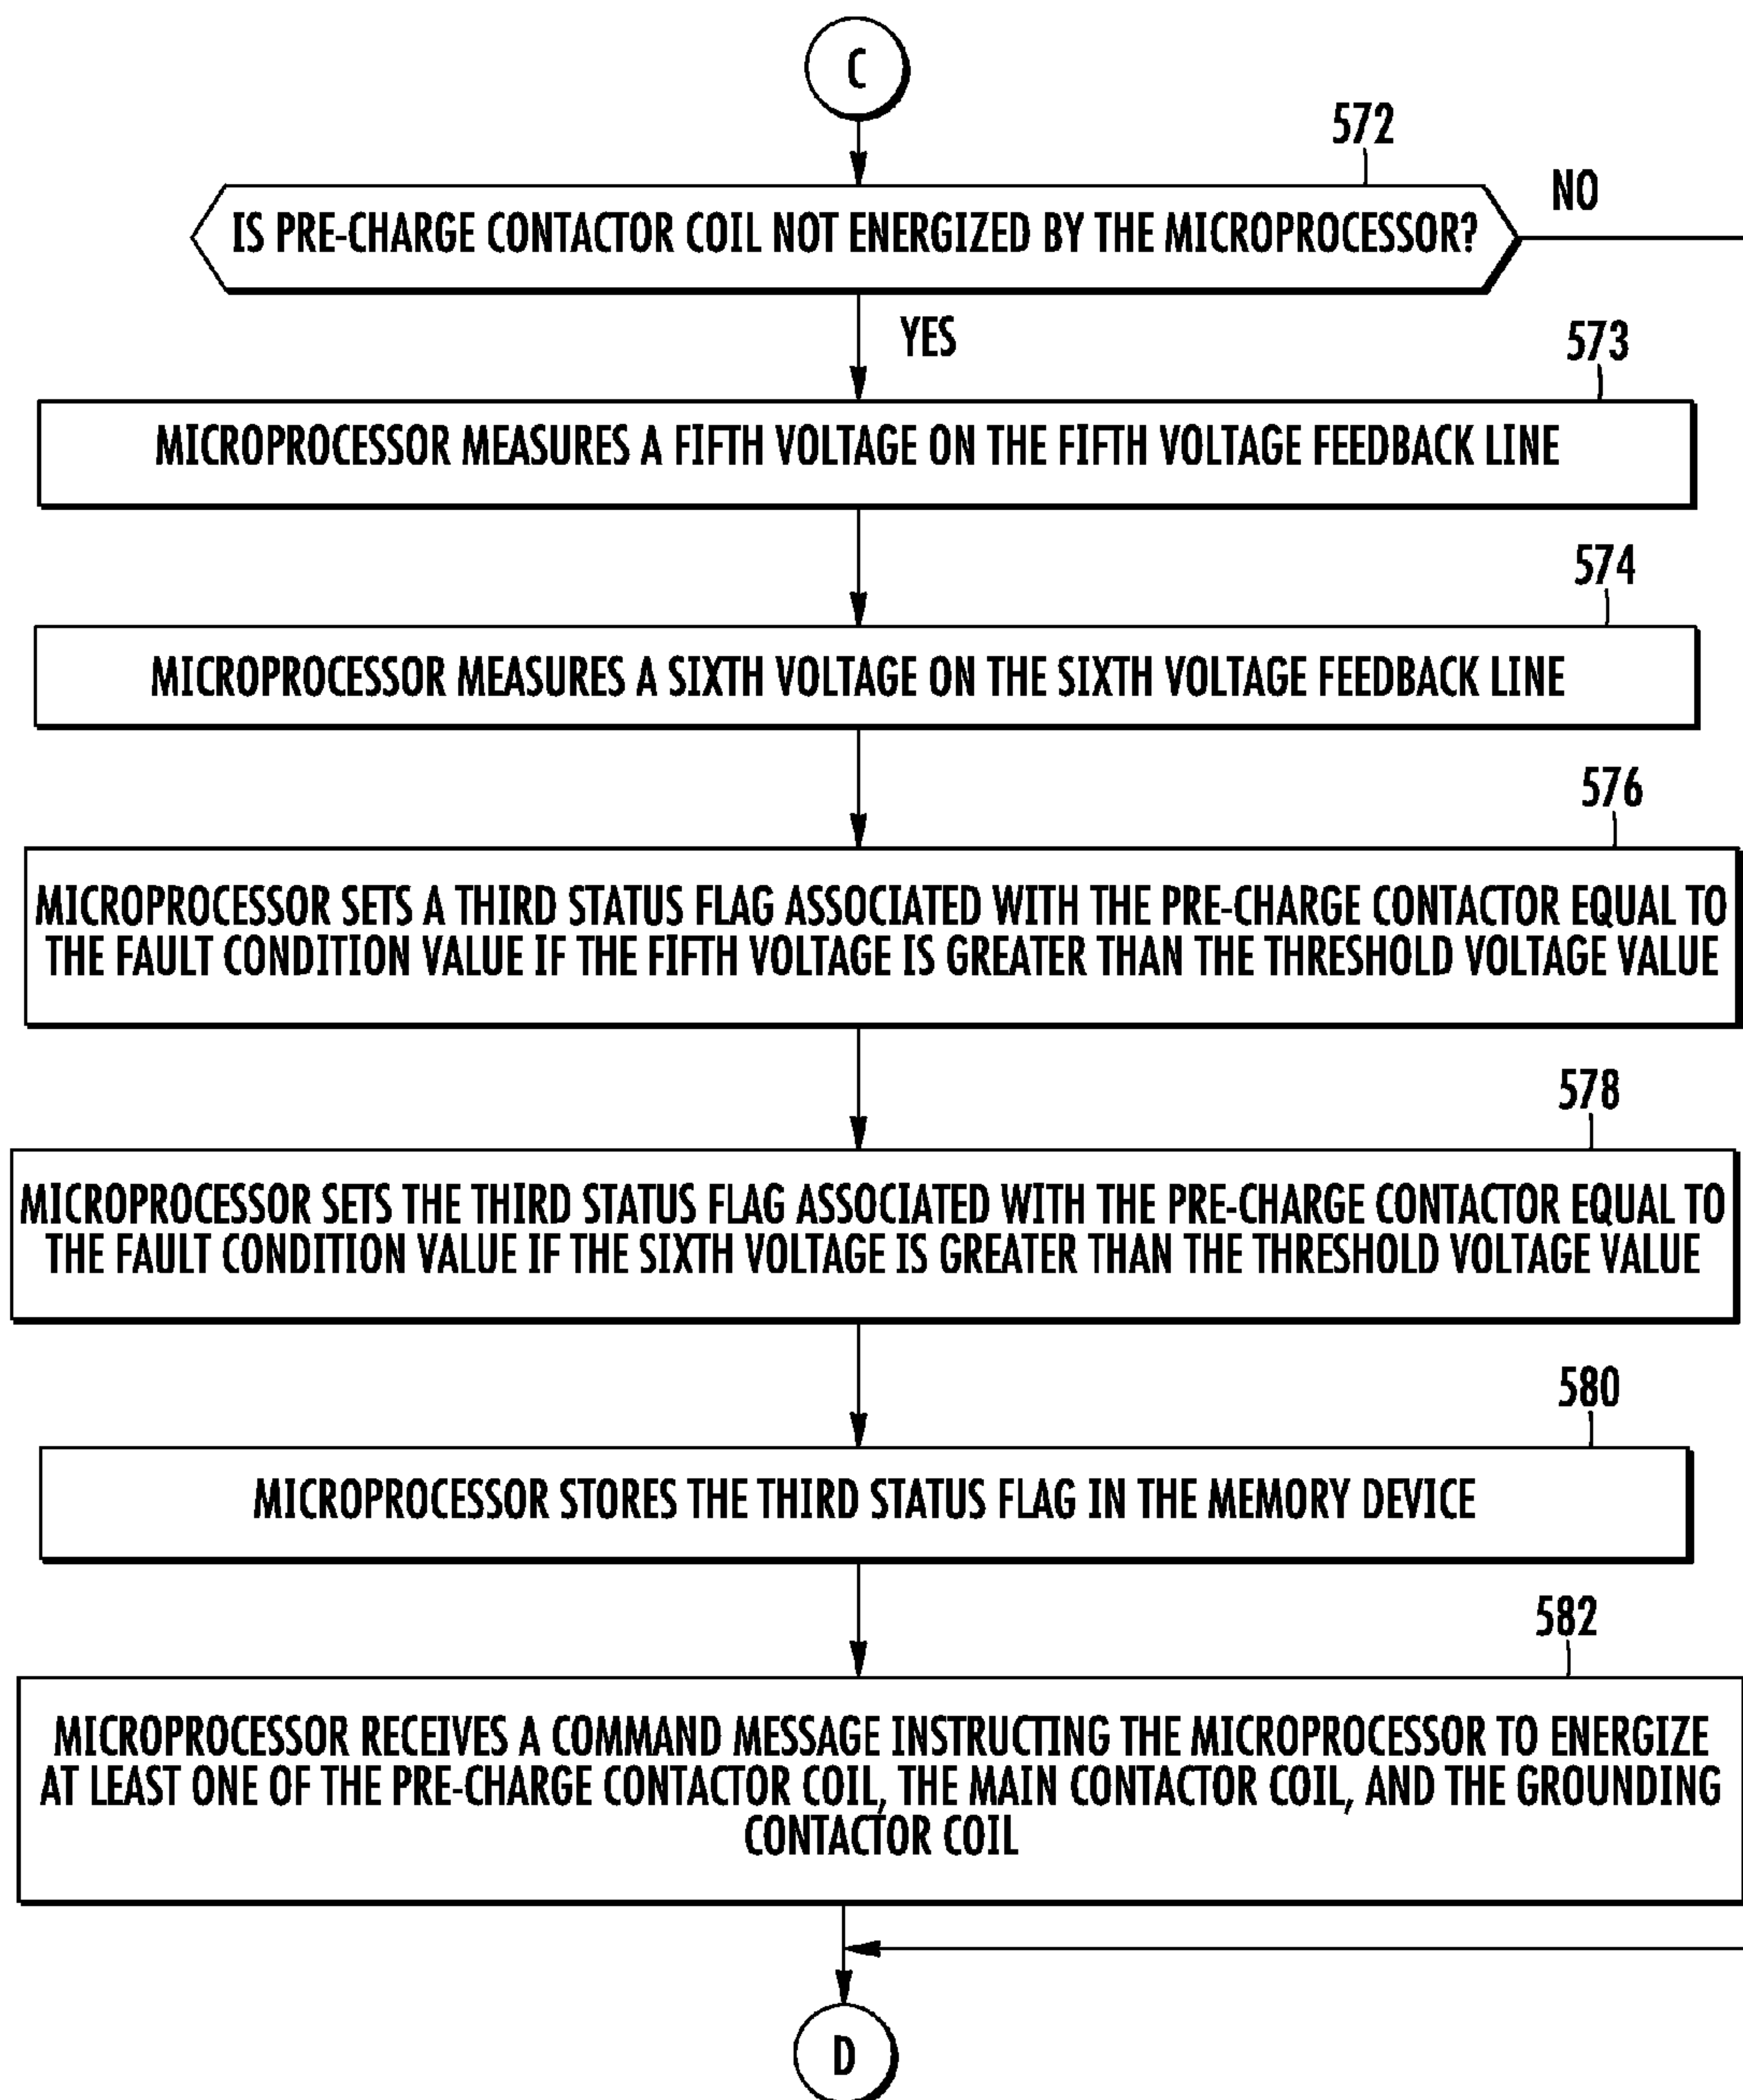 C
572
IS PRE-CHARGE CONTACTOR COIL NOT ENERGIZED BY THE MICROPROCESSOR?
NO
YES
573
MICROPROCESSOR MEASURES A FIFTH VOLTAGE ON THE FIFTH VOLTAGE FEEDBACK LINE
574
MICROPROCESSOR MEASURES A SIXTH VOLTAGE ON THE SIXTH VOLTAGE FEEDBACK LINE
576
MICROPROCESSOR SETS A THIRD STATUS FLAG ASSOCIATED WITH THE PRE-CHARGE CONTACTOR EQUAL TO
THE FAULT CONDITION VALUE IF THE FIFTH VOLTAGE IS GREATER THAN THE THRESHOLD VOLTAGE VALUE
578
MICROPROCESSOR SETS THE THIRD STATUS FLAG ASSOCIATED WITH THE PRE-CHARGE CONTACTOR EQUAL TO
THE FAULT CONDITION VALUE IF THE SIXTH VOLTAGE IS GREATER THAN THE THRESHOLD VOLTAGE VALUE
580
MICROPROCESSOR STORES THE THIRD STATUS FLAG IN THE MEMORY DEVICE
582
MICROPROCESSOR RECEIVES A COMMAND MESSAGE INSTRUCTING THE MICROPROCESSOR TO ENERGIZE
AT LEAST ONE OF THE PRE-CHARGE CONTACTOR COIL, THE MAIN CONTACTOR COIL, AND THE GROUNDING
CONTACTOR COIL
D